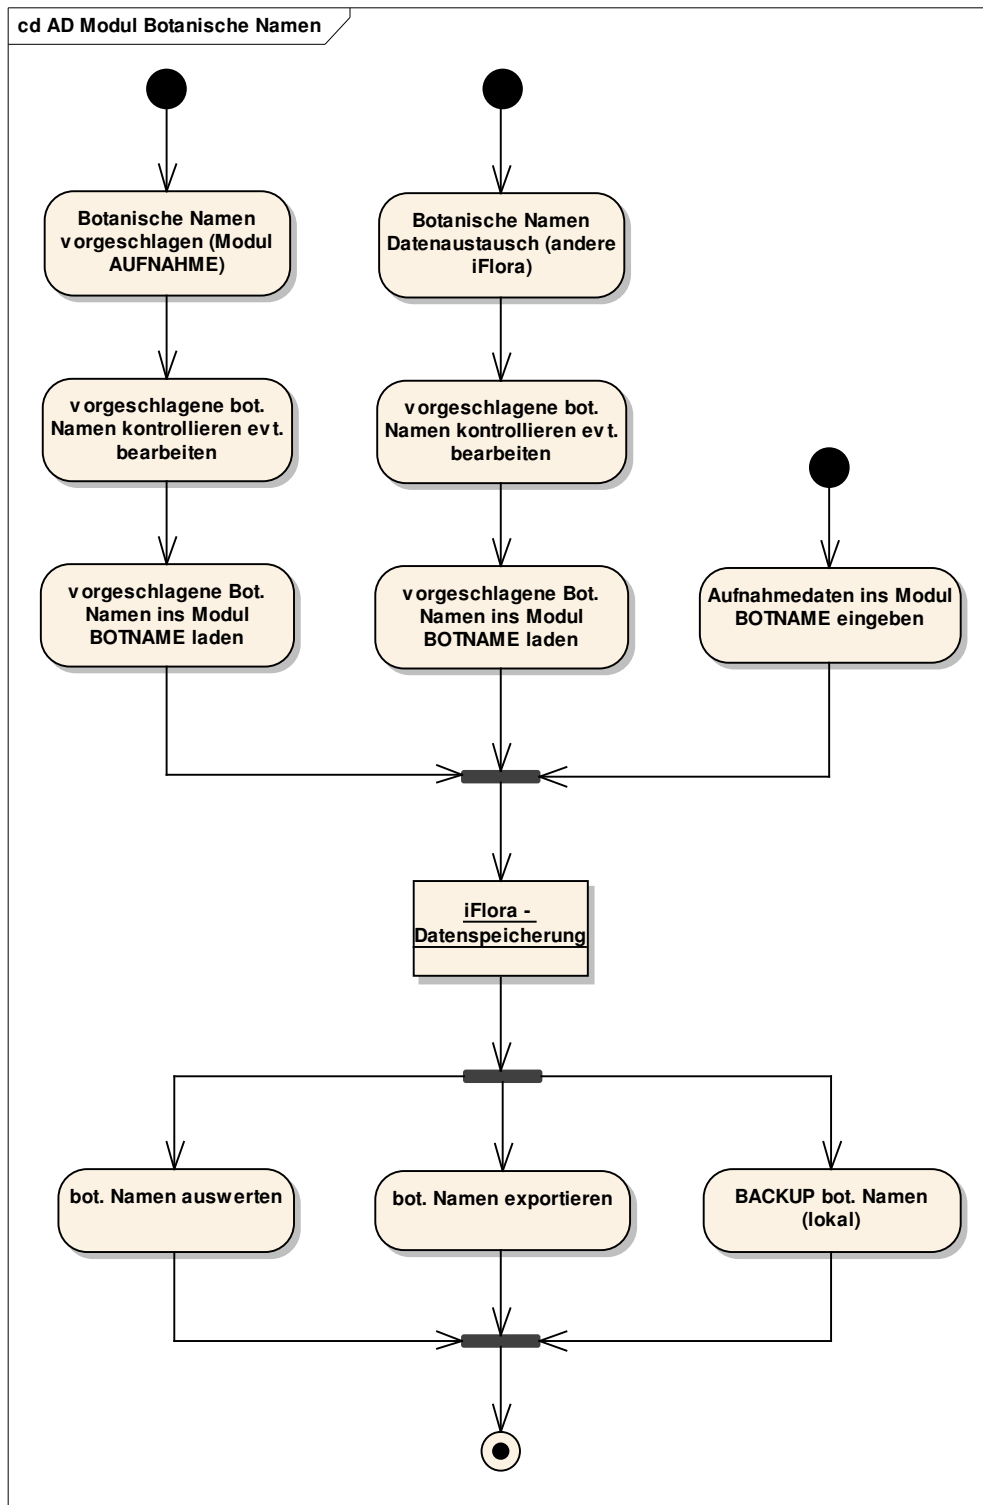 cd AD Modul Botanische Namen
Botanische Namen
vorgeschlagen (Modul
AUFNAHME)
Botanische Namen
Datenaustausch (andere
iFlora)
vorgeschlagene bot.
Namen kontrollieren evt.
bearbeiten
vorgeschlagene bot.
Namen kontrollieren evt.
bearbeiten
vorgeschlagene Bot.
Namen ins Modul
BOTNAME laden
vorgeschlagene Bot.
Namen ins Modul
BOTNAME laden
Aufnahmedaten ins Modul
BOTNAME eingeben
iFlora -
Datenspeicherung
bot. Namen auswerten
bot. Namen exportieren
BACKUP bot. Namen
(lokal)